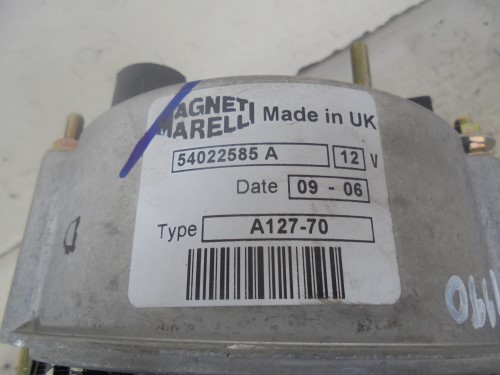 MAGNETI
MARELLI
Made in UK
54022585 A 12 V
Date 09 - 06
Type A127-70